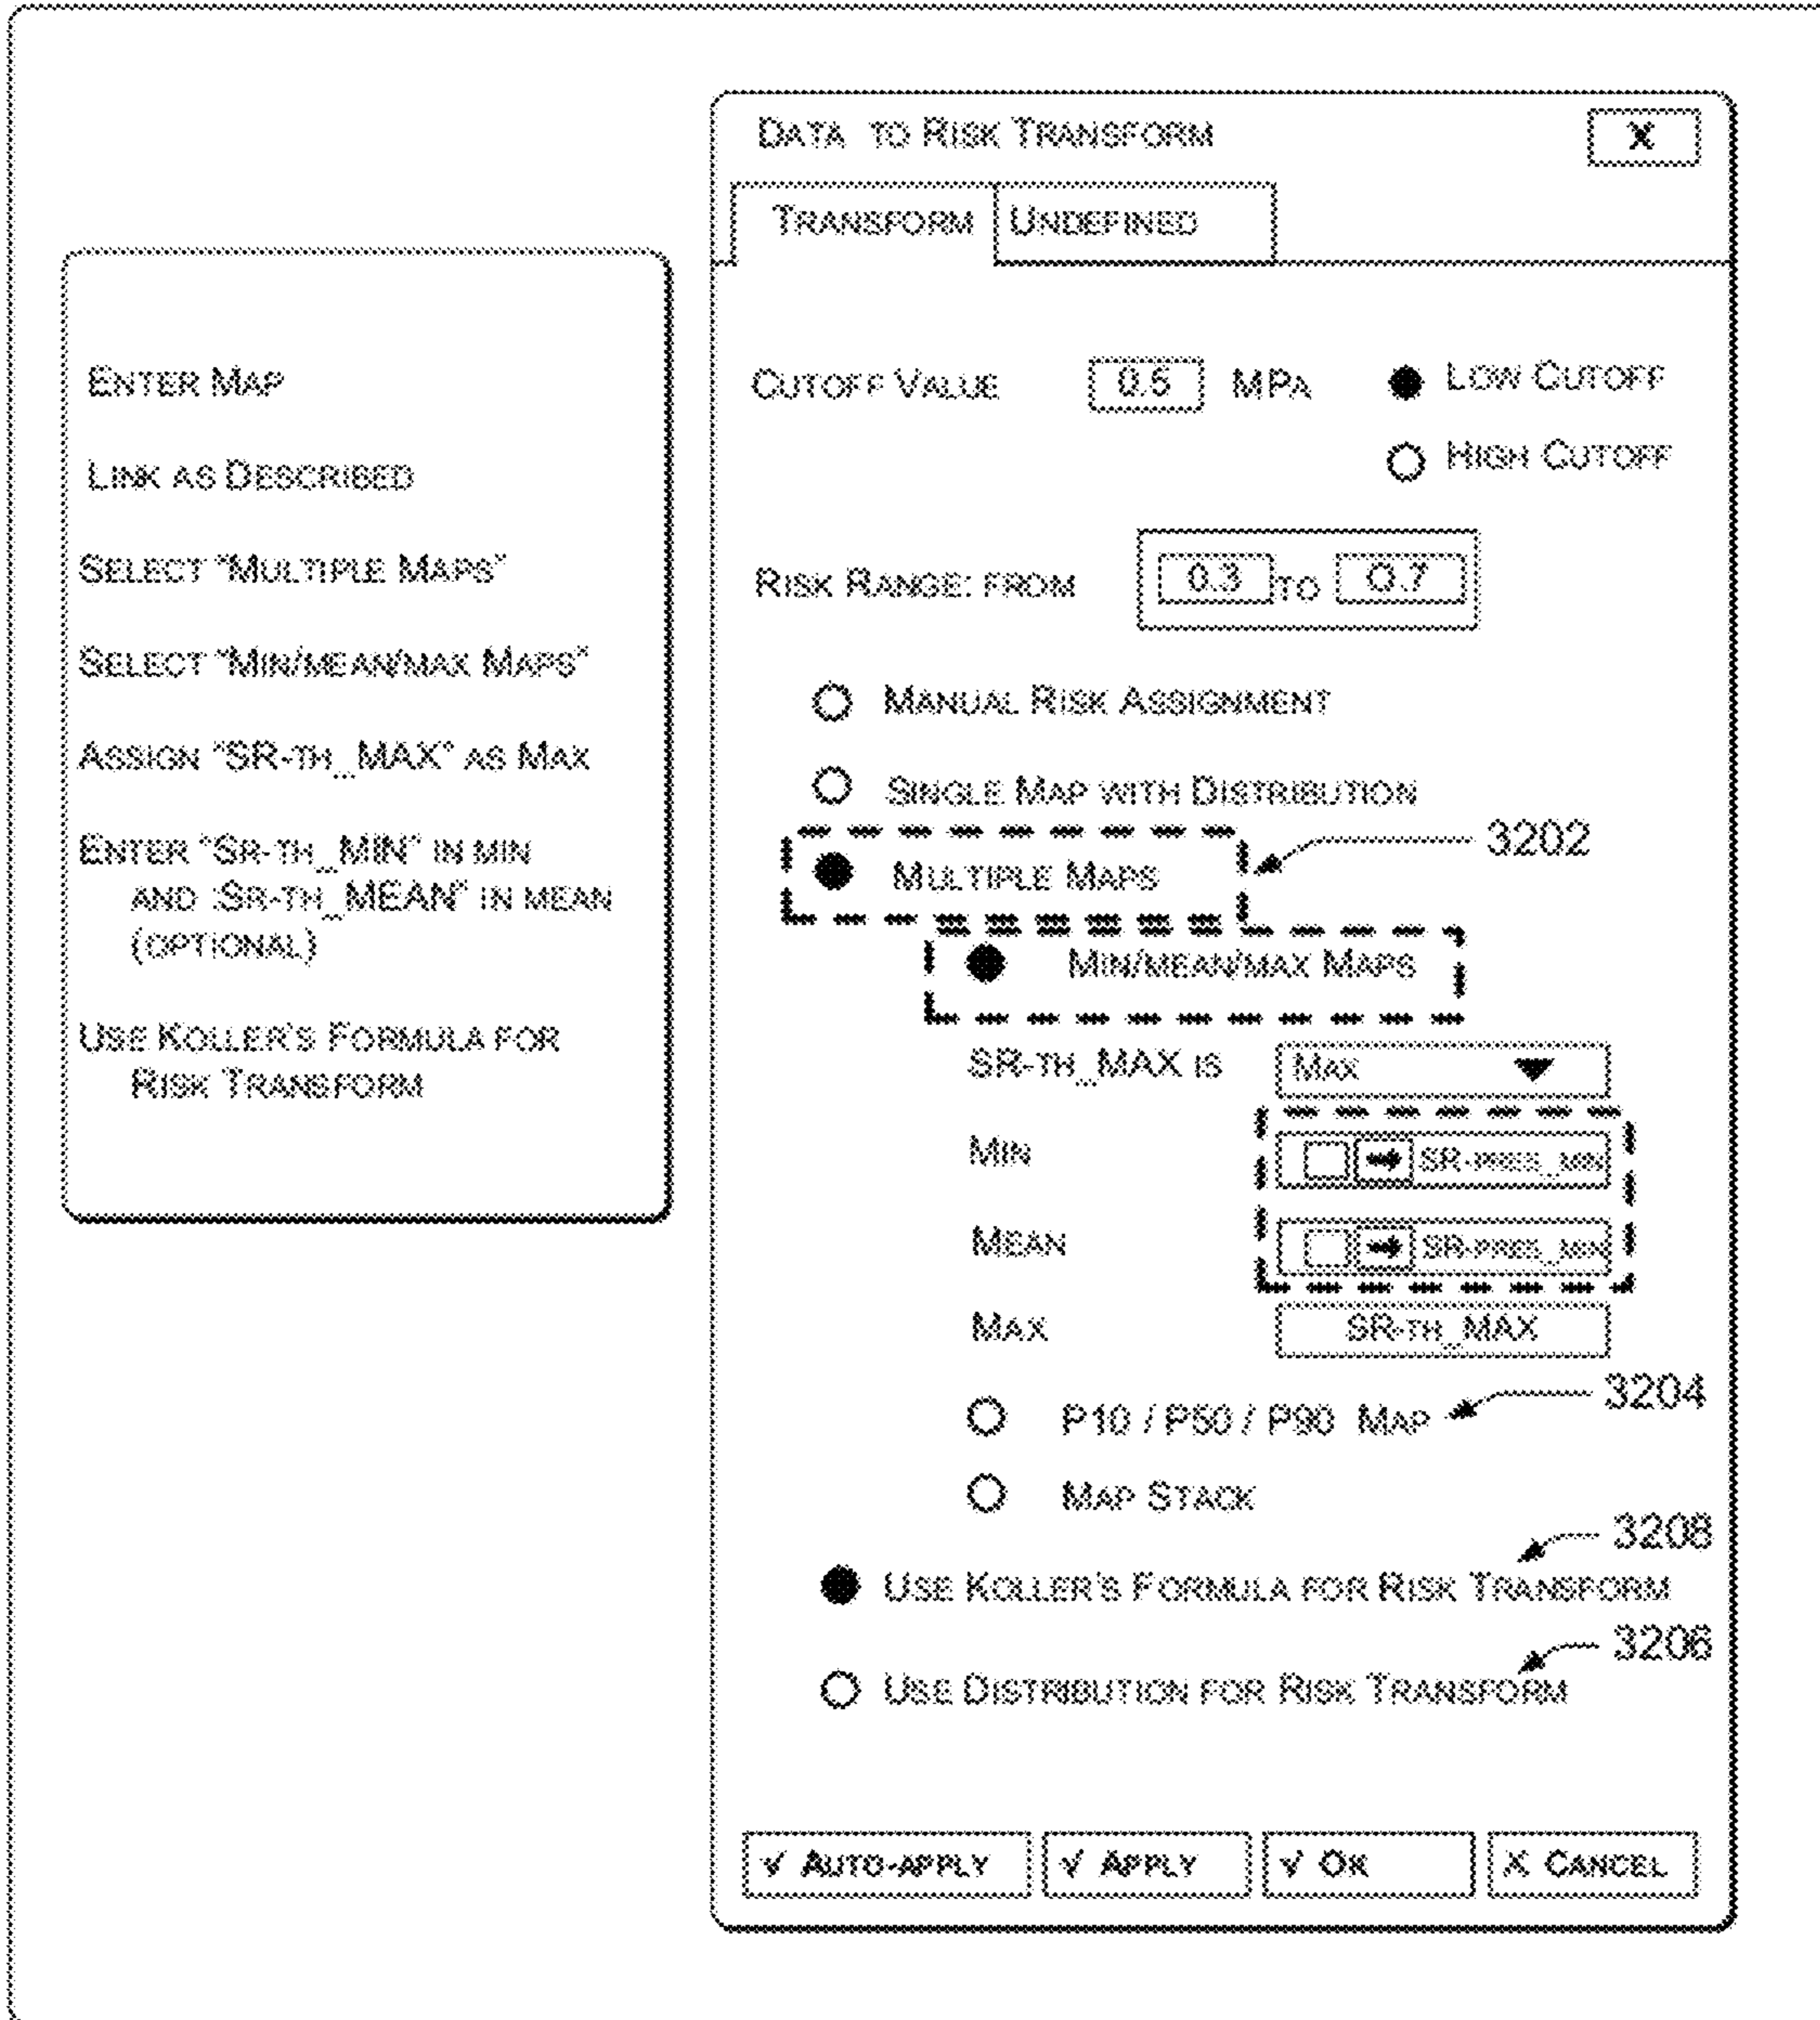 ENTER MAP
LINK AS DESCRIBED
SELECT "MULTIPLE MAPS"
SELECT "MIN/MEAN/MAX MAPS"
ASSIGN "SR-TH_MAX" AS MAX
ENTER "SR-TH_MIN" IN MIN
AND :SR-TH_MEAN" IN MEAN
(OPTIONAL)
USE KOLLER'S FORMULA FOR
RISK TRANSFORM
DATA TO RISK TRANSFORM X
TRANSFORM UNDEFINED
CUTOFF VALUE 0.5 MPA LOW CUTOFF
HIGH CUTOFF
RISK RANGE: FROM 0.3 TO 0.7
MANUAL RISK ASSIGNMENT
SINGLE MAP WITH DISTRIBUTION
3202
MULTIPLE MAPS
MIN/MEAN/MAX MAPS
SR-TH_MAX IS MAX
MIN SR-PRES_MIN
MEAN SR-PRES_MIN
MAX SR-TH_MAX
3204
P10 / P50 / P90 MAP
MAP STACK
3208
USE KOLLER'S FORMULA FOR RISK TRANSFORM
3206
USE DISTRIBUTION FOR RISK TRANSFORM
√ AUTO-APPLY √ APPLY √ OK X CANCEL